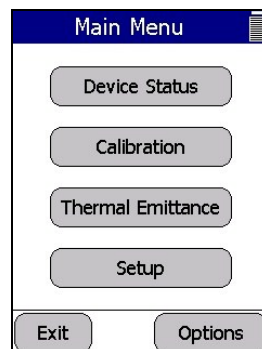 Main Menu
Device Status
Calibration
Thermal Emittance
Setup
Exit Options